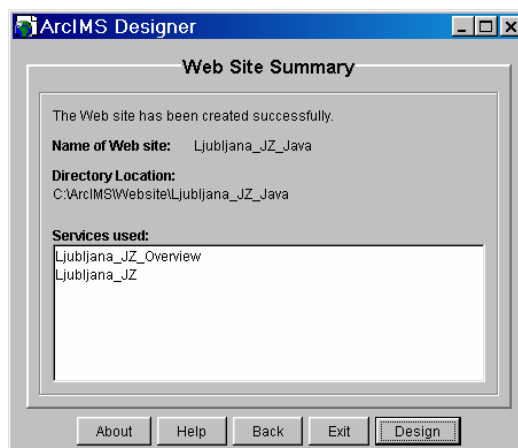 ArcIMS Designer
Web Site Summary
The Web site has been created successfully.
Name of Web site: Ljubljana_JZ_Java
Directory Location:
C:\ArcIMS\Website\Ljubljana_JZ_Java
Services used:
Ljubljana_JZ_Overview
Ljubljana_JZ
About Help Back Exit Design